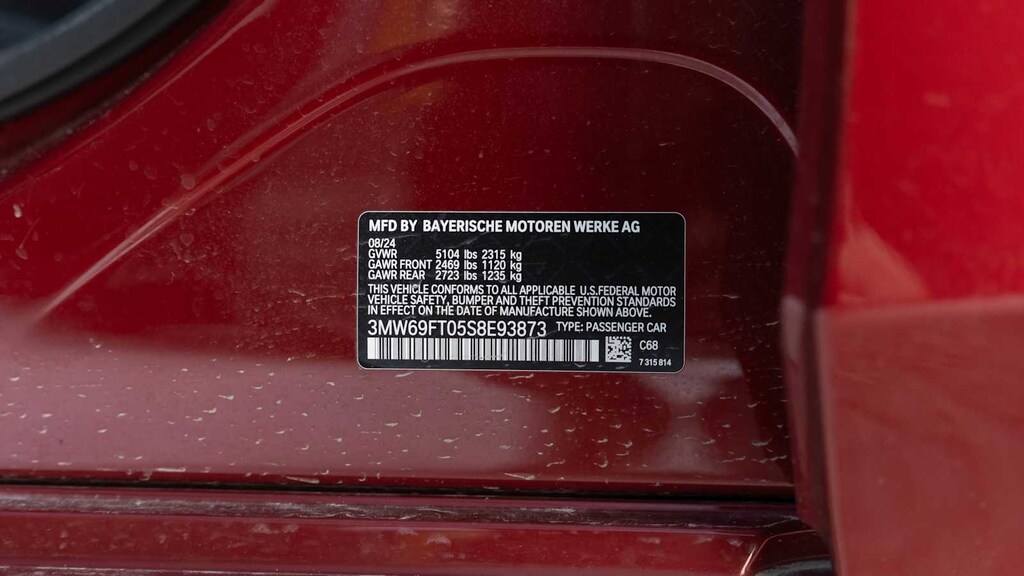 MFD BY BAYERISCHE MOTOREN WERKE AG
08/24
GVWR 5104 lbs 2315 kg
GAWR FRONT 2469 lbs 1120 kg
GAWR REAR 2723 lbs 1235 kg
THIS VEHICLE CONFORMS TO ALL APPLICABLE U.S.FEDERAL MOTOR
VEHICLE SAFETY, BUMPER AND THEFT PREVENTION STANDARDS
IN EFFECT ON THE DATE OF MANUFACTURE SHOWN ABOVE.
3MW69FT05S8E93873 TYPE: PASSENGER CAR
C68
7 315 814